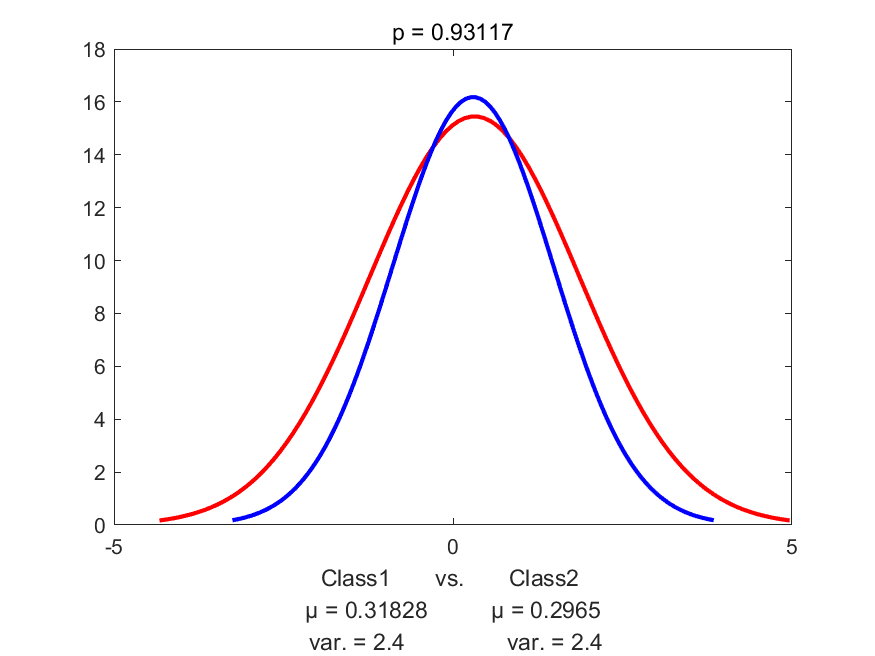 p = 0.93117
18
16
14
12
10
8
6
4
2
0
-5 0 5
Class1 vs. Class2
μ = 0.31828 μ = 0.2965
var. = 2.4 var. = 2.4